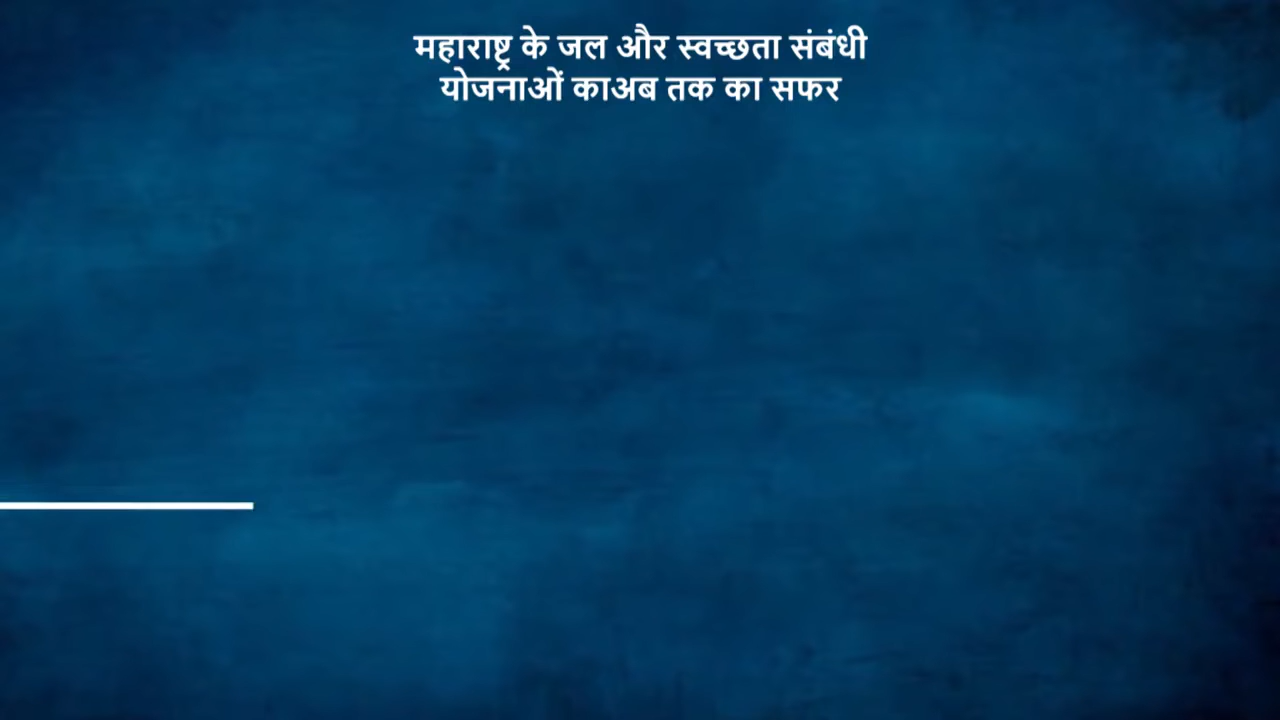 महाराष्ट्र के जल और स्वच्छता संबंधी
योजनाओं काअब तक का सफर